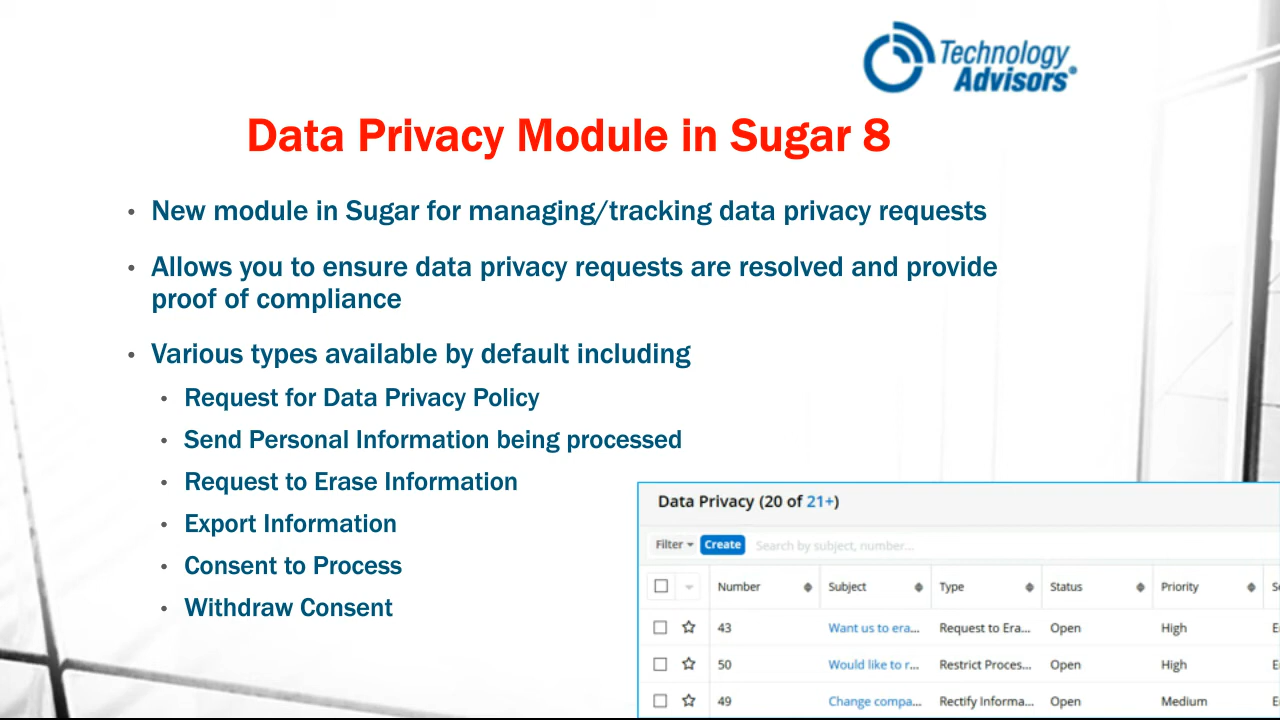 Technology
Advisors®
Data Privacy Module in Sugar 8
• New module in Sugar for managing/tracking data privacy requests
• Allows you to ensure data privacy requests are resolved and provide
proof of compliance
• Various types available by default including
• Request for Data Privacy Policy
• Send Personal Information being processed
• Request to Erase Information
• Export Information
• Consent to Process
• Withdraw Consent
Data Privacy (20 of 21+)
Filter Create Search by subject, number...
Number Subject Type Status Priority
43 Want us to era... Request to Era... Open High
50 Would like to r... Restrict Proces... Open High
49 Change compa... Rectify Informa... Open Medium